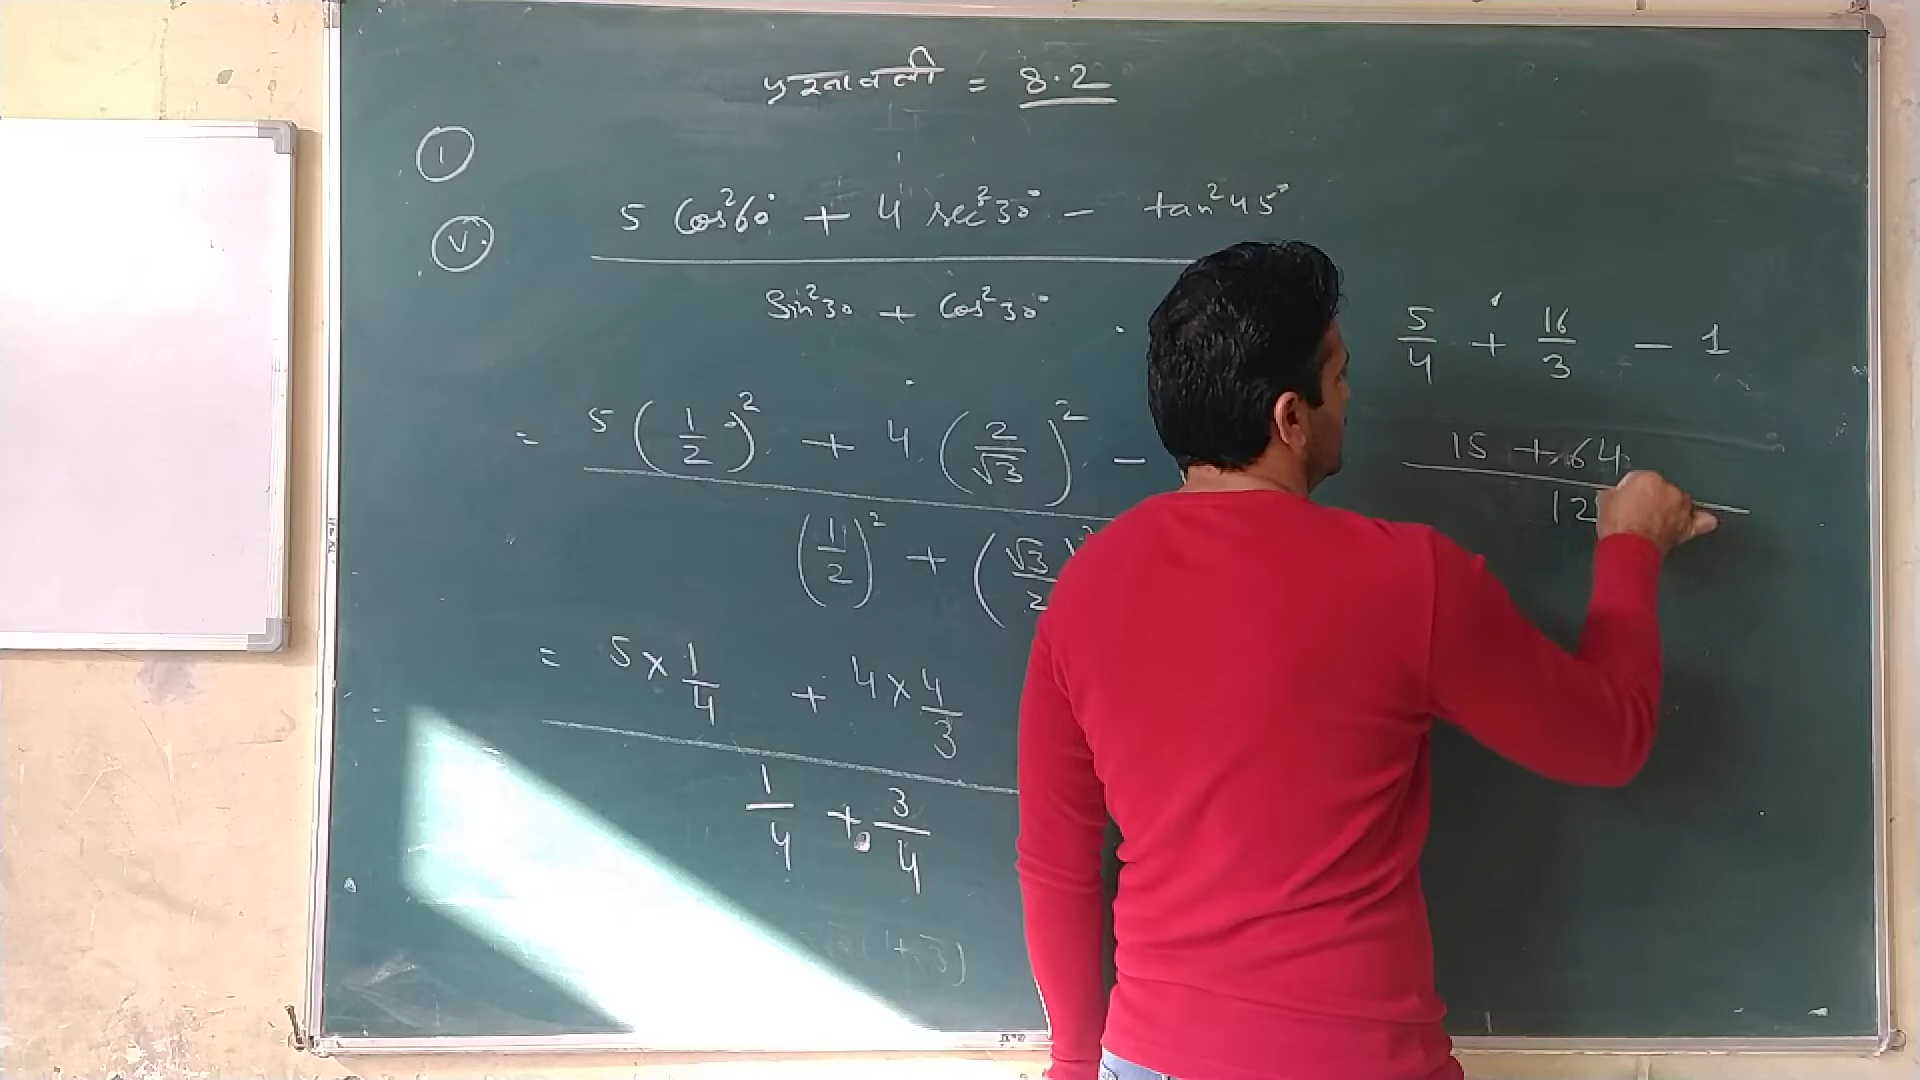 प्रश्नावली = 8.2
1
V.
5 Cos²60° + 4 sec²30° - tan²45°
Sin²30 + Cos²30°
= 5 (1/2)² + 4 (2/√3)² -
(1/2)² + (√3/2)²
= 5 × 1/4 + 4 × 4/3
1/4 + 3/4
5/4 + 16/3 - 1
15 + 64
12